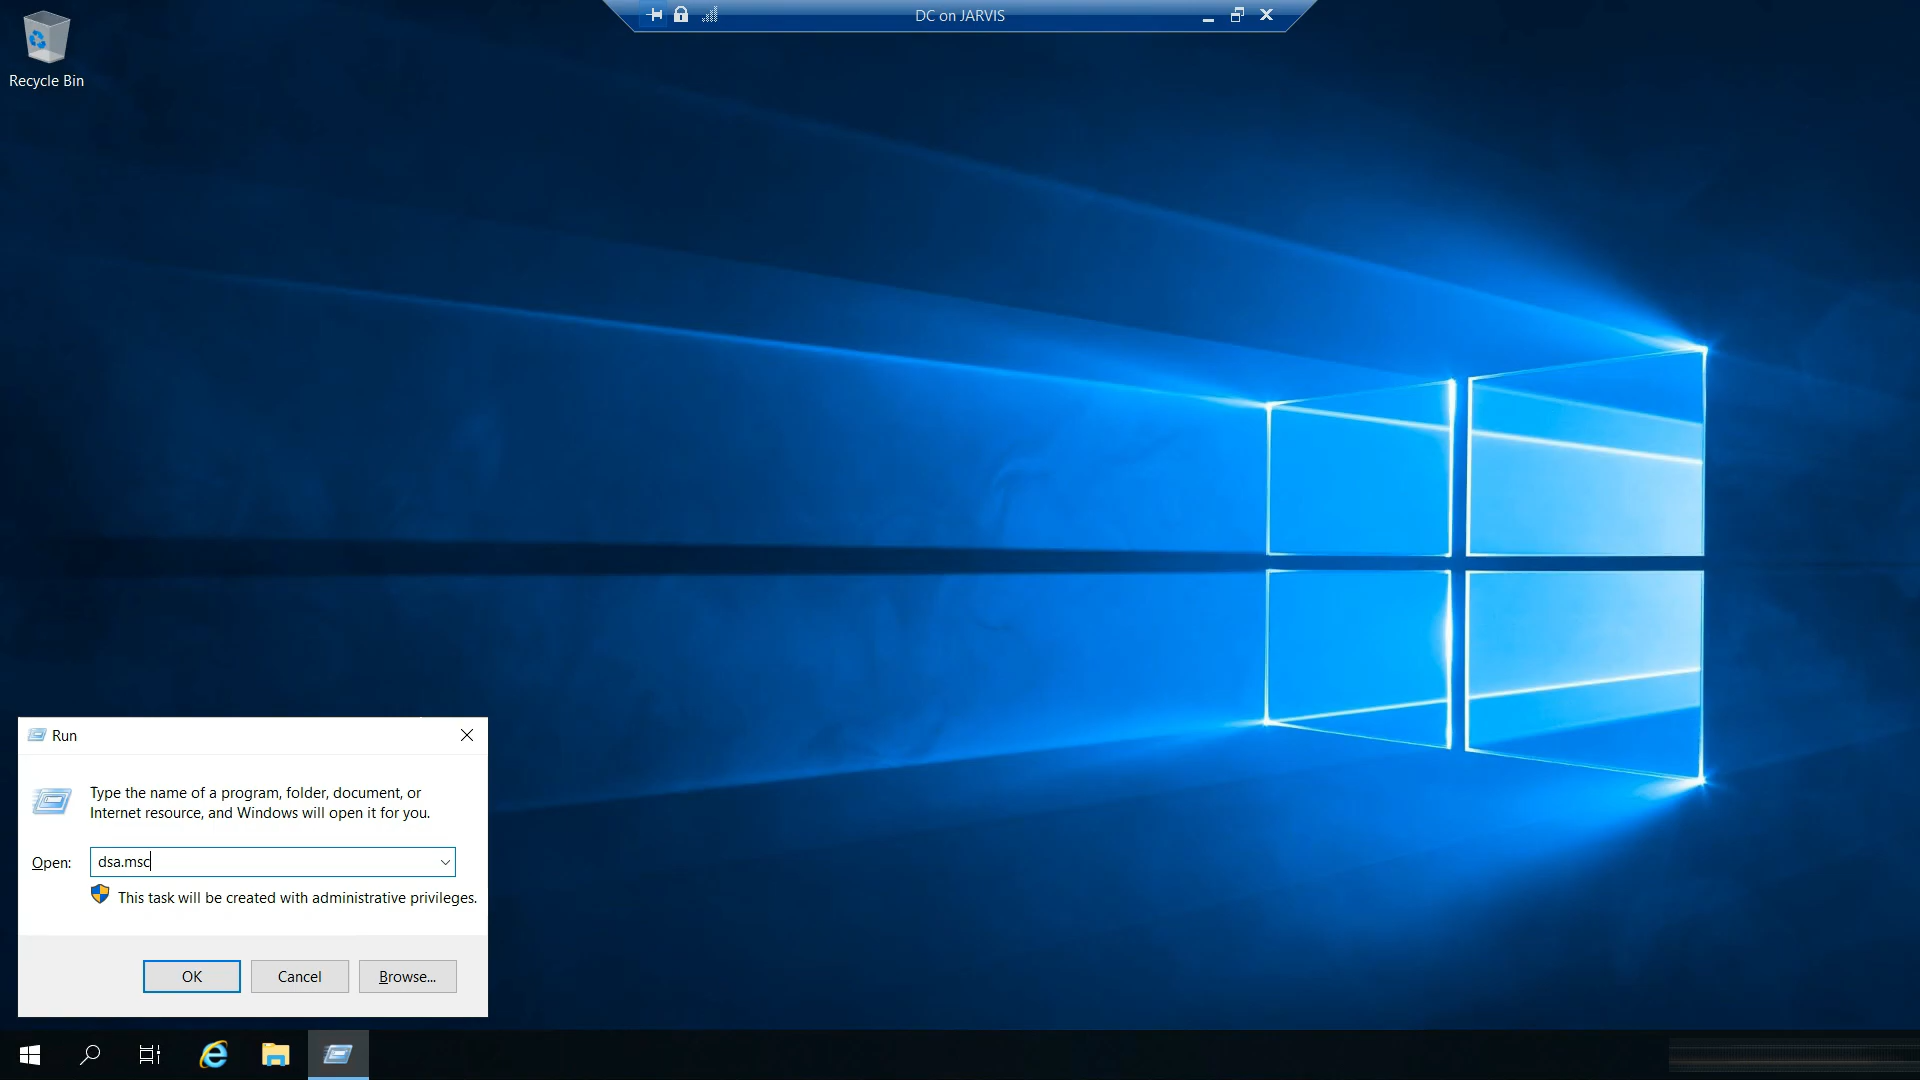 DC on JARVIS
Recycle Bin
Run
Type the name of a program, folder, document, or
Internet resource, and Windows will open it for you.
Open: dsa.msc
This task will be created with administrative privileges.
OK Cancel Browse...